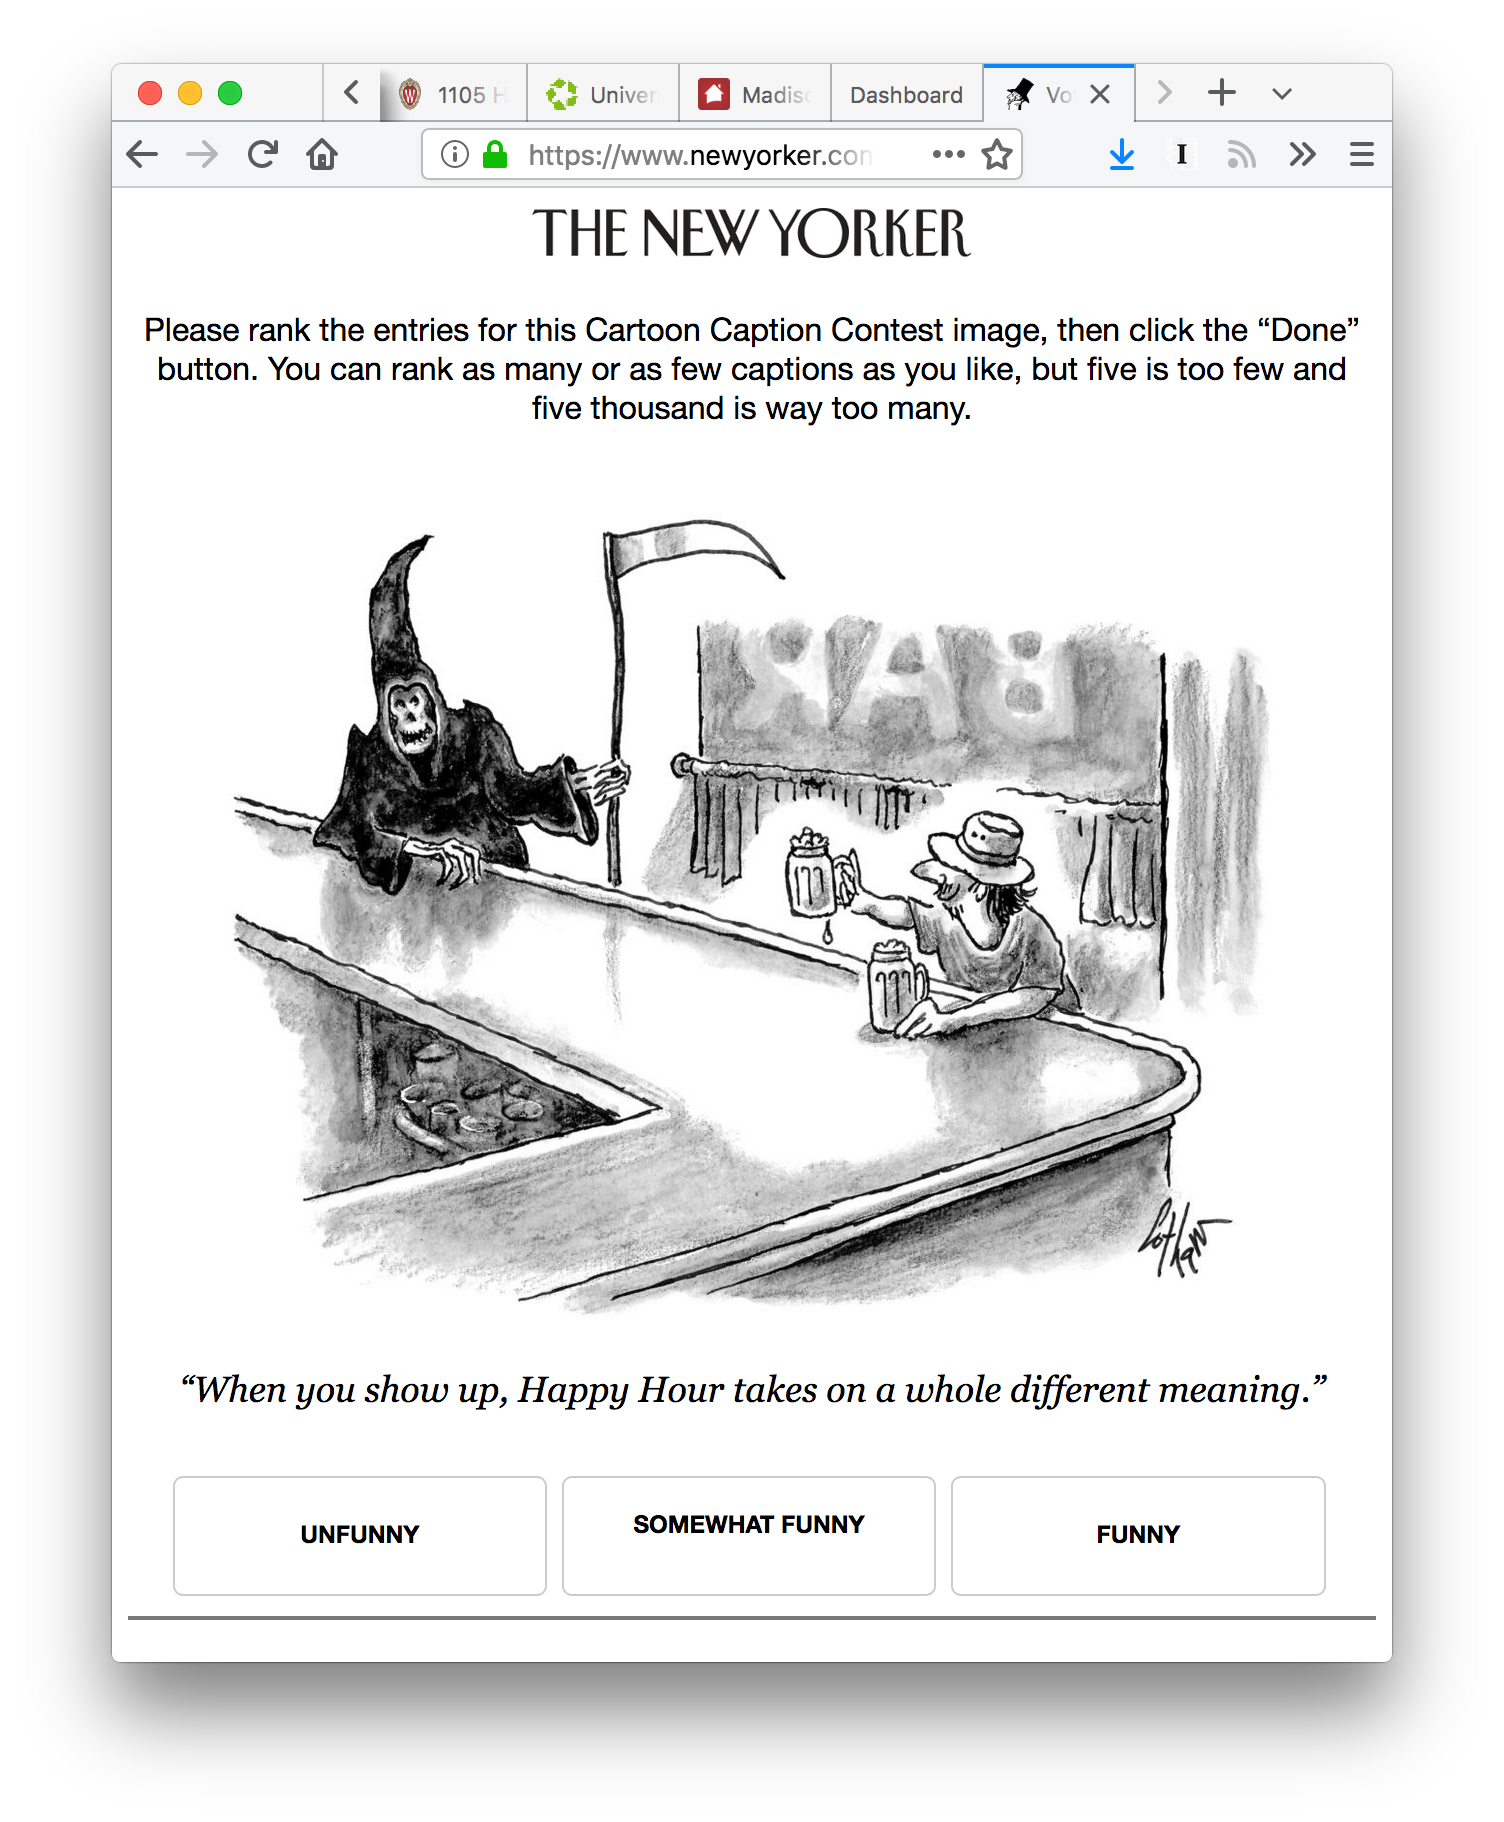 1105 H
Univer
Madis
Dashboard
Vo
https://www.newyorker.con
I
THE NEW YORKER
Please rank the entries for this Cartoon Caption Contest image, then click the “Done”
button. You can rank as many or as few captions as you like, but five is too few and
five thousand is way too many.
BAR
“When you show up, Happy Hour takes on a whole different meaning.”
UNFUNNY
SOMEWHAT FUNNY
FUNNY